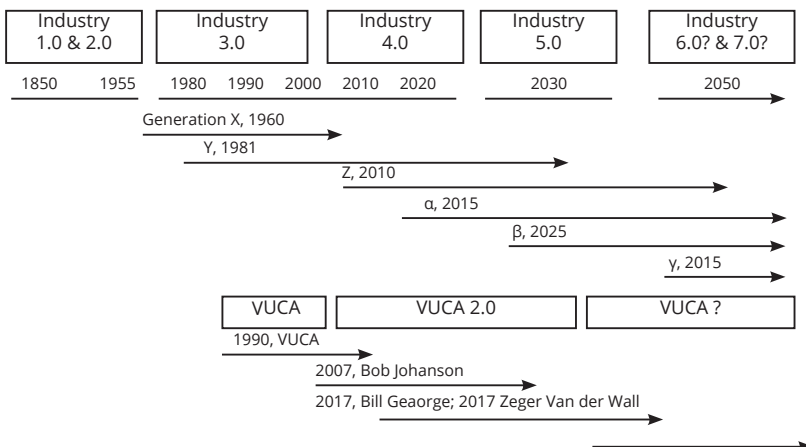 Industry
1.0 & 2.0
Industry
3.0
Industry
4.0
Industry
5.0
Industry
6.0? & 7.0?
1850 1955 1980 1990 2000 2010 2020 2030 2050
Generation X, 1960
Y, 1981
Z, 2010
α, 2015
β, 2025
γ, 2015
VUCA VUCA 2.0 VUCA ?
1990, VUCA
2007, Bob Johanson
2017, Bill Geaorge; 2017 Zeger Van der Wall